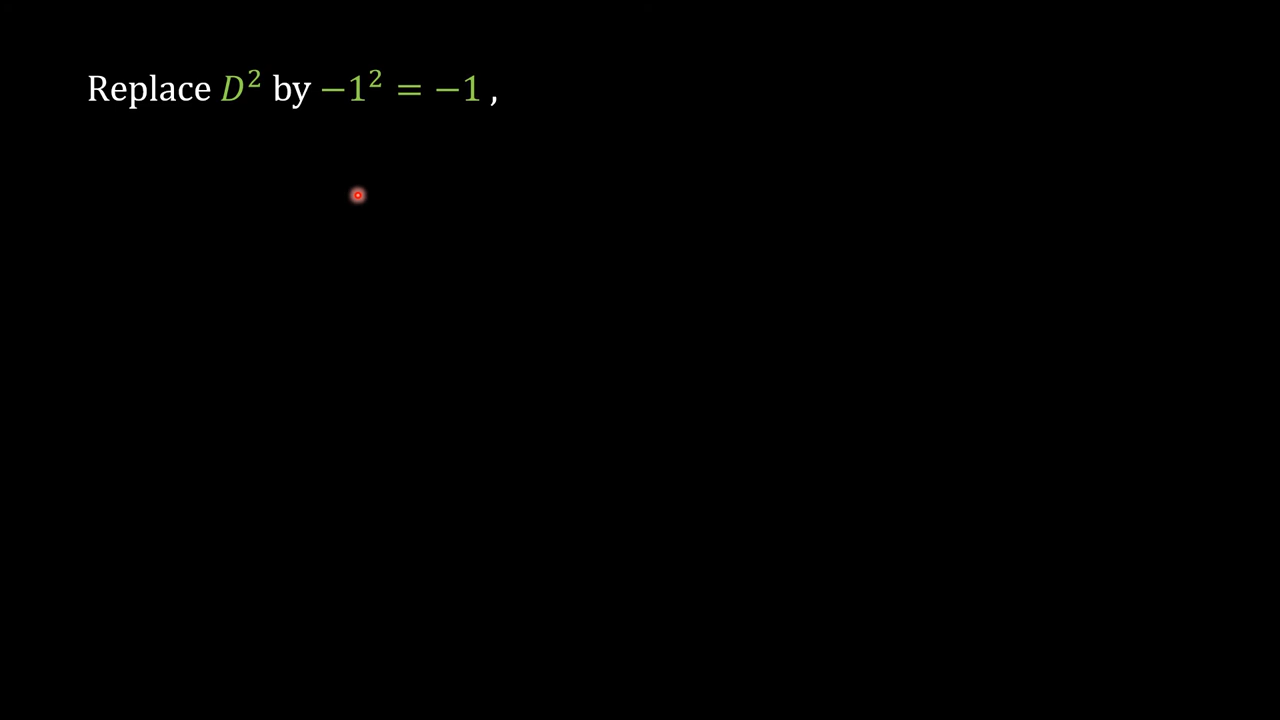 Replace D² by −1² = −1 ,